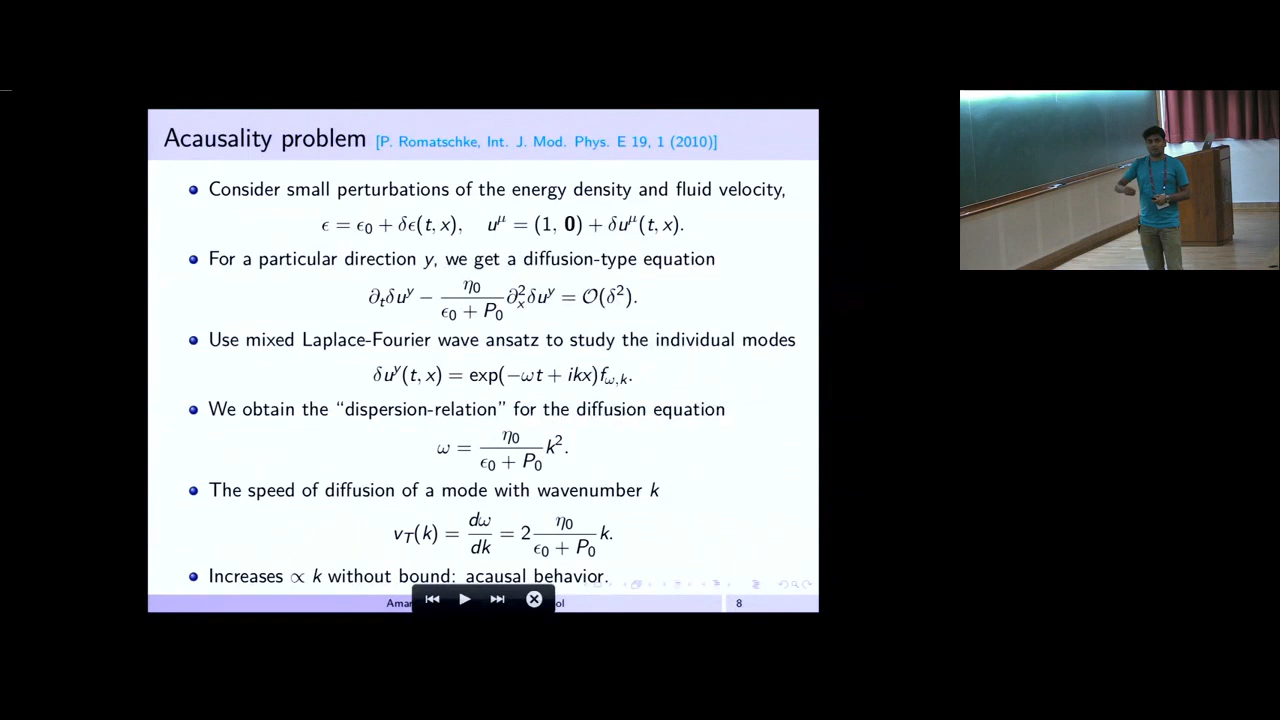 Acausality problem [P. Romatschke, Int. J. Mod. Phys. E 19, 1 (2010)]
Consider small perturbations of the energy density and fluid velocity,
ϵ = ϵ₀ + δϵ(t, x),   u^μ = (1, 0) + δu^μ(t, x).
For a particular direction y, we get a diffusion-type equation
∂_t δu^y − η₀/(ϵ₀ + P₀) ∂²_x δu^y = O(δ²).
Use mixed Laplace-Fourier wave ansatz to study the individual modes
δu^y(t, x) = exp(−ωt + ikx)f_{ω,k}.
We obtain the “dispersion-relation” for the diffusion equation
ω = η₀/(ϵ₀ + P₀) k².
The speed of diffusion of a mode with wavenumber k
v_T(k) = dω/dk = 2 η₀/(ϵ₀ + P₀) k.
Increases ∝ k without bound: acausal behavior.
8